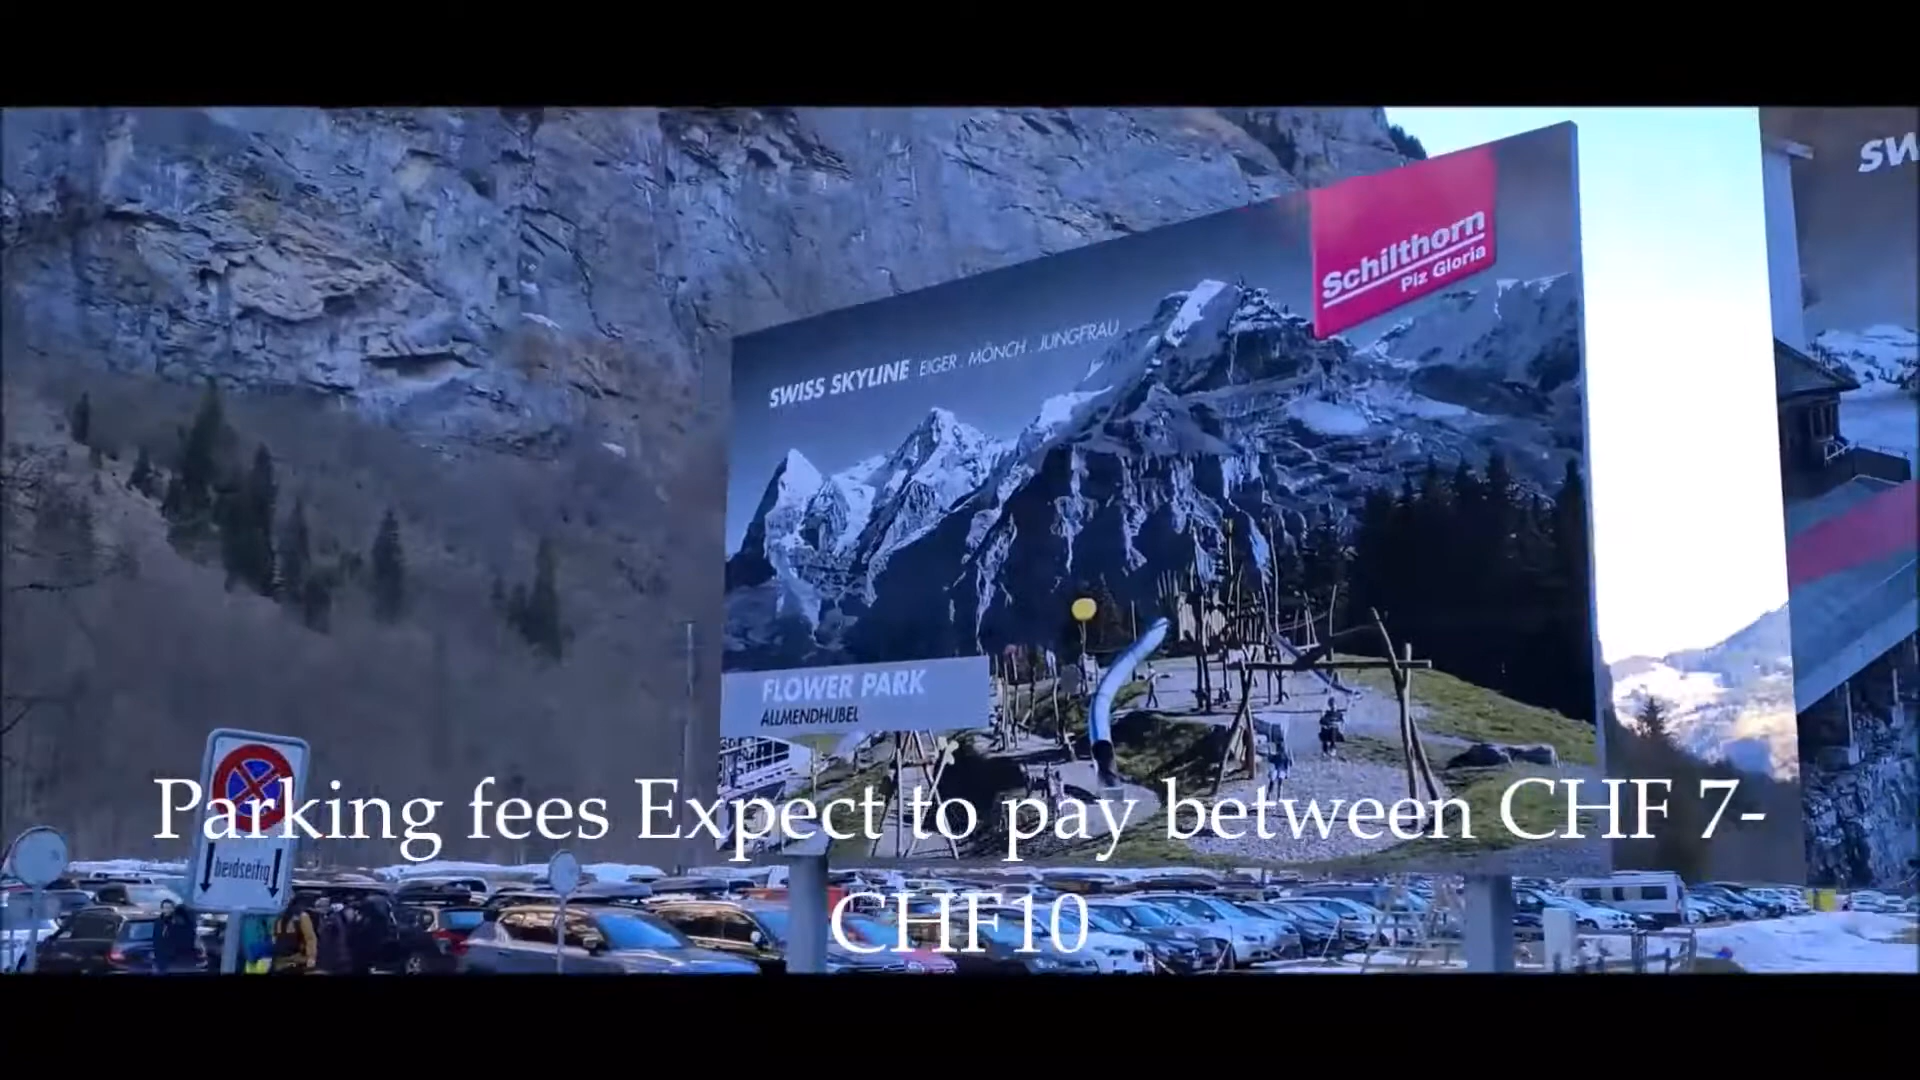 Schilthorn
Piz Gloria
SWISS SKYLINE EIGER . MÖNCH . JUNGFRAU
FLOWER PARK
ALLMENDHUBEL
beidseitig
Parking fees Expect to pay between CHF 7-
CHF10